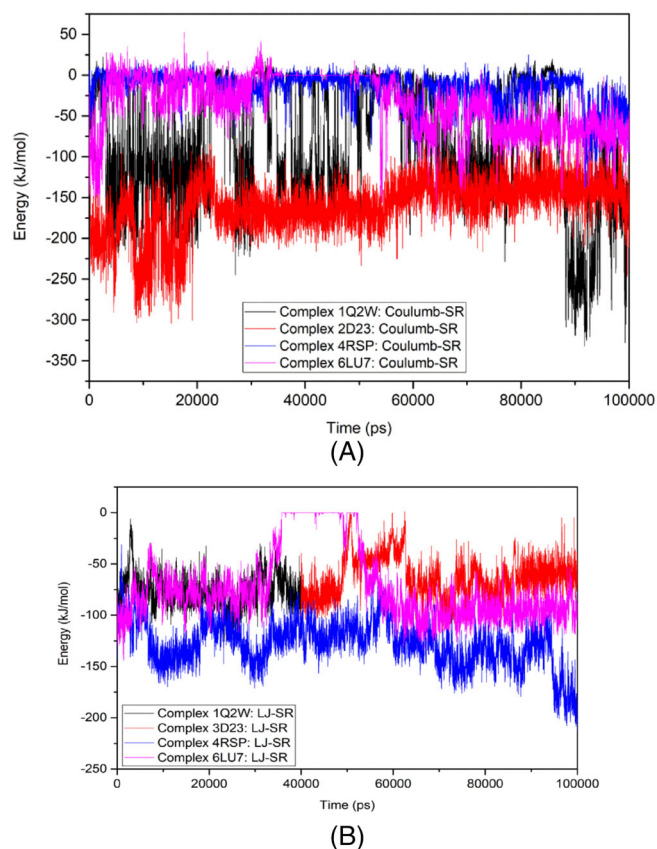 (A)
50
0
-50
-100
-150
-200
-250
-300
-350
Energy (kJ/mol)
Complex 1Q2W: Coulumb-SR
Complex 2D23: Coulumb-SR
Complex 4RSP: Coulumb-SR
Complex 6LU7: Coulumb-SR
0 20000 40000 60000 80000 100000
Time (ps)
(A)
0
-50
-100
-150
-200
-250
Energy (kJ/mol)
Complex 1Q2W: LJ-SR
Complex 3D23: LJ-SR
Complex 4RSP: LJ-SR
Complex 6LU7: LJ-SR
0 20000 40000 60000 80000 100000
Time (ps)
(B)